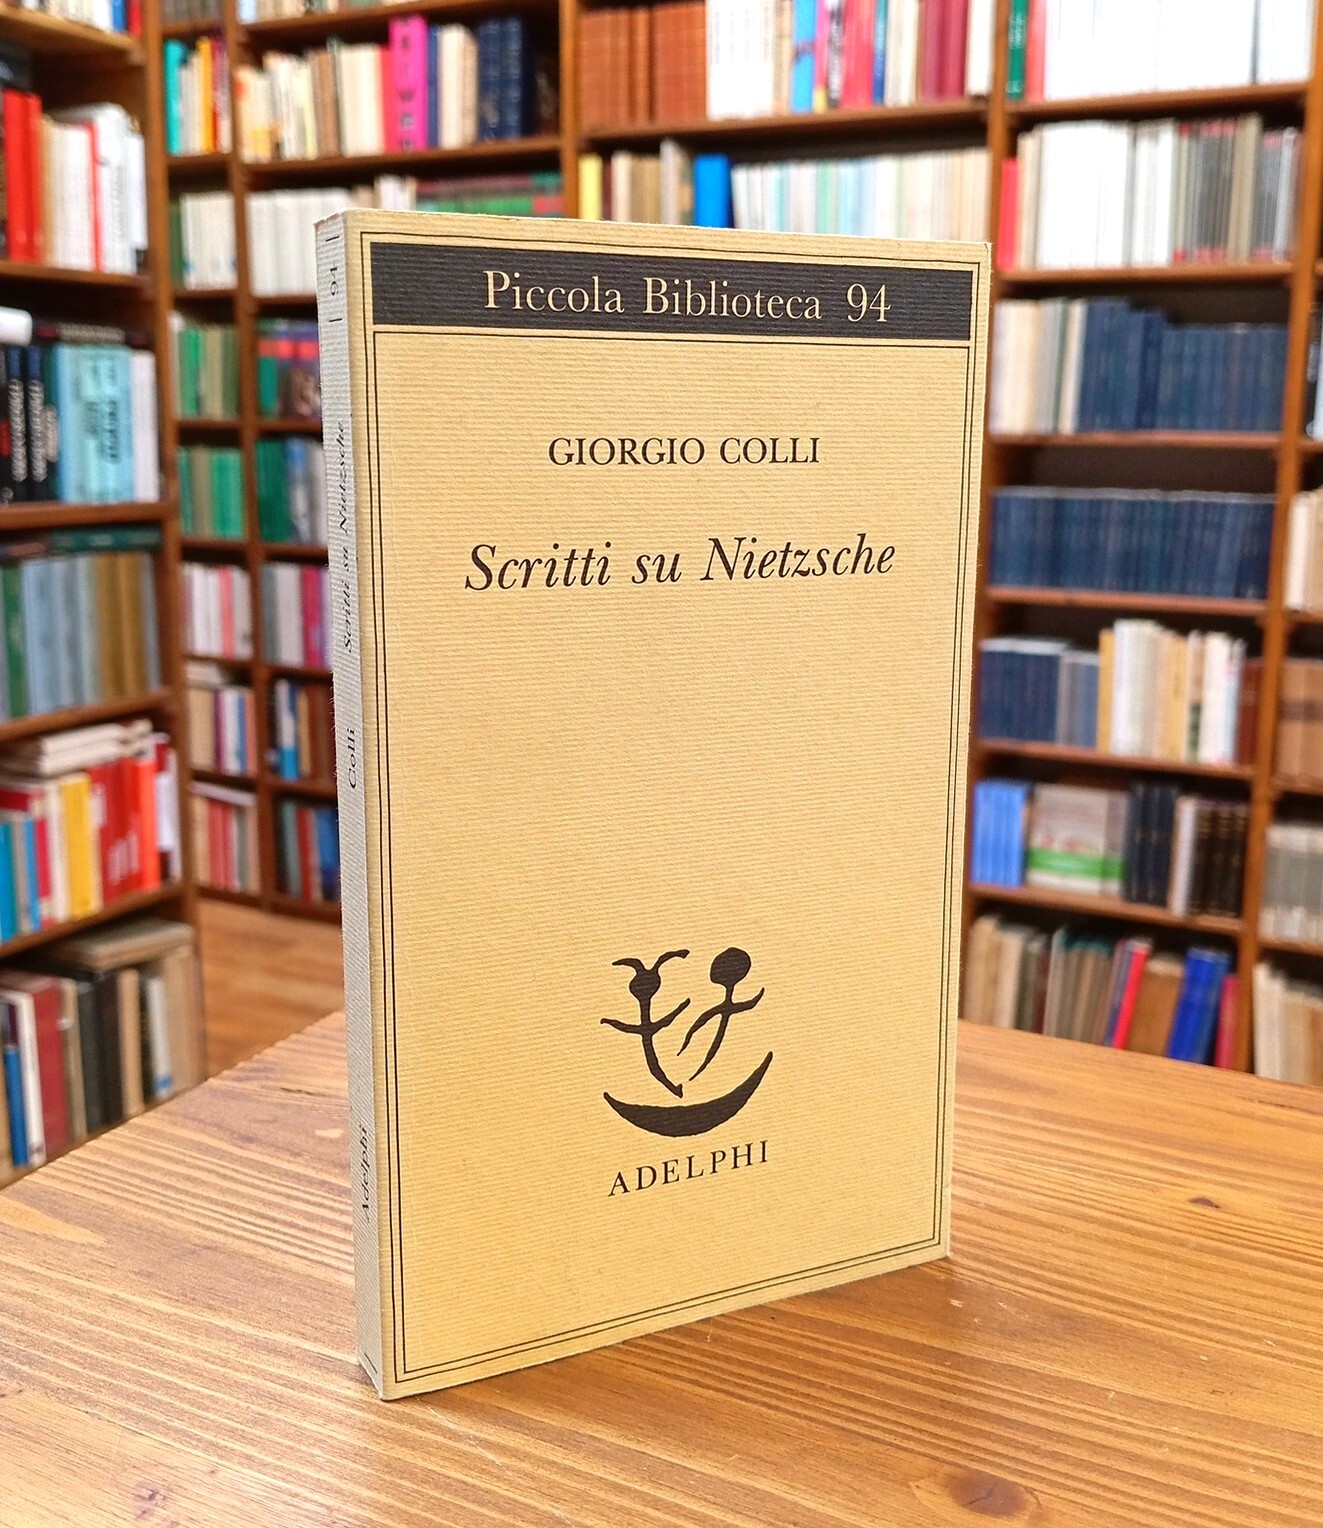 Piccola Biblioteca 94
GIORGIO COLLI
Scritti su Nietzsche
ADELPHI
94
Scritti su Nietzsche
Colli
Adelphi